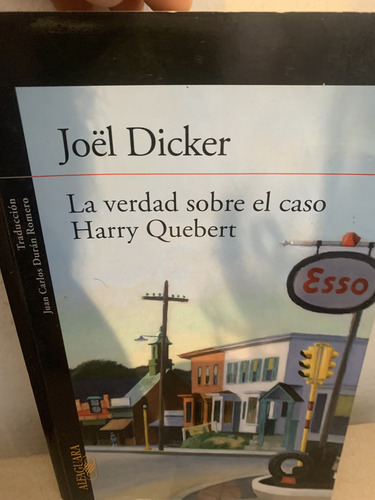 Joël Dicker
La verdad sobre el caso
Harry Quebert
Traducción
Juan Carlos Durán Romero
Esso
ALFAGUARA